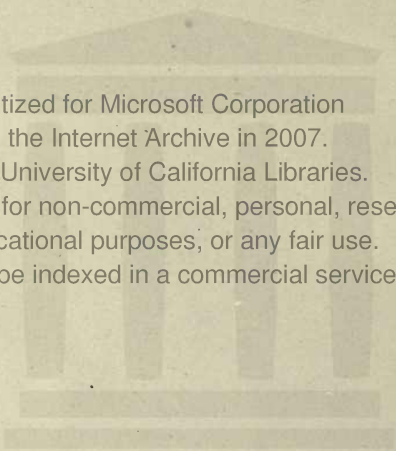 tized for Microsoft Corporation
the Internet Archive in 2007.
University of California Libraries.
for non-commercial, personal, rese
cational purposes, or any fair use.
be indexed in a commercial service